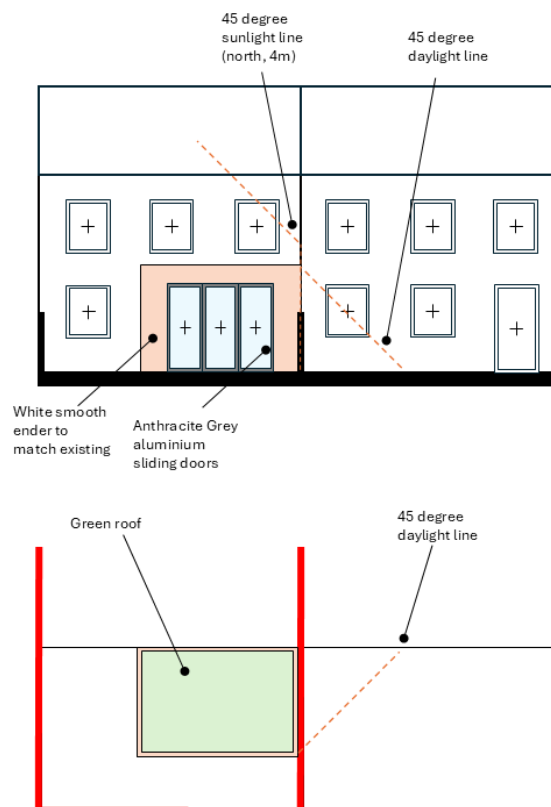 45 degree
sunlight line
(north, 4m)
45 degree
daylight line
White smooth
ender to
match existing
Anthracite Grey
aluminium
sliding doors
Green roof
45 degree
daylight line